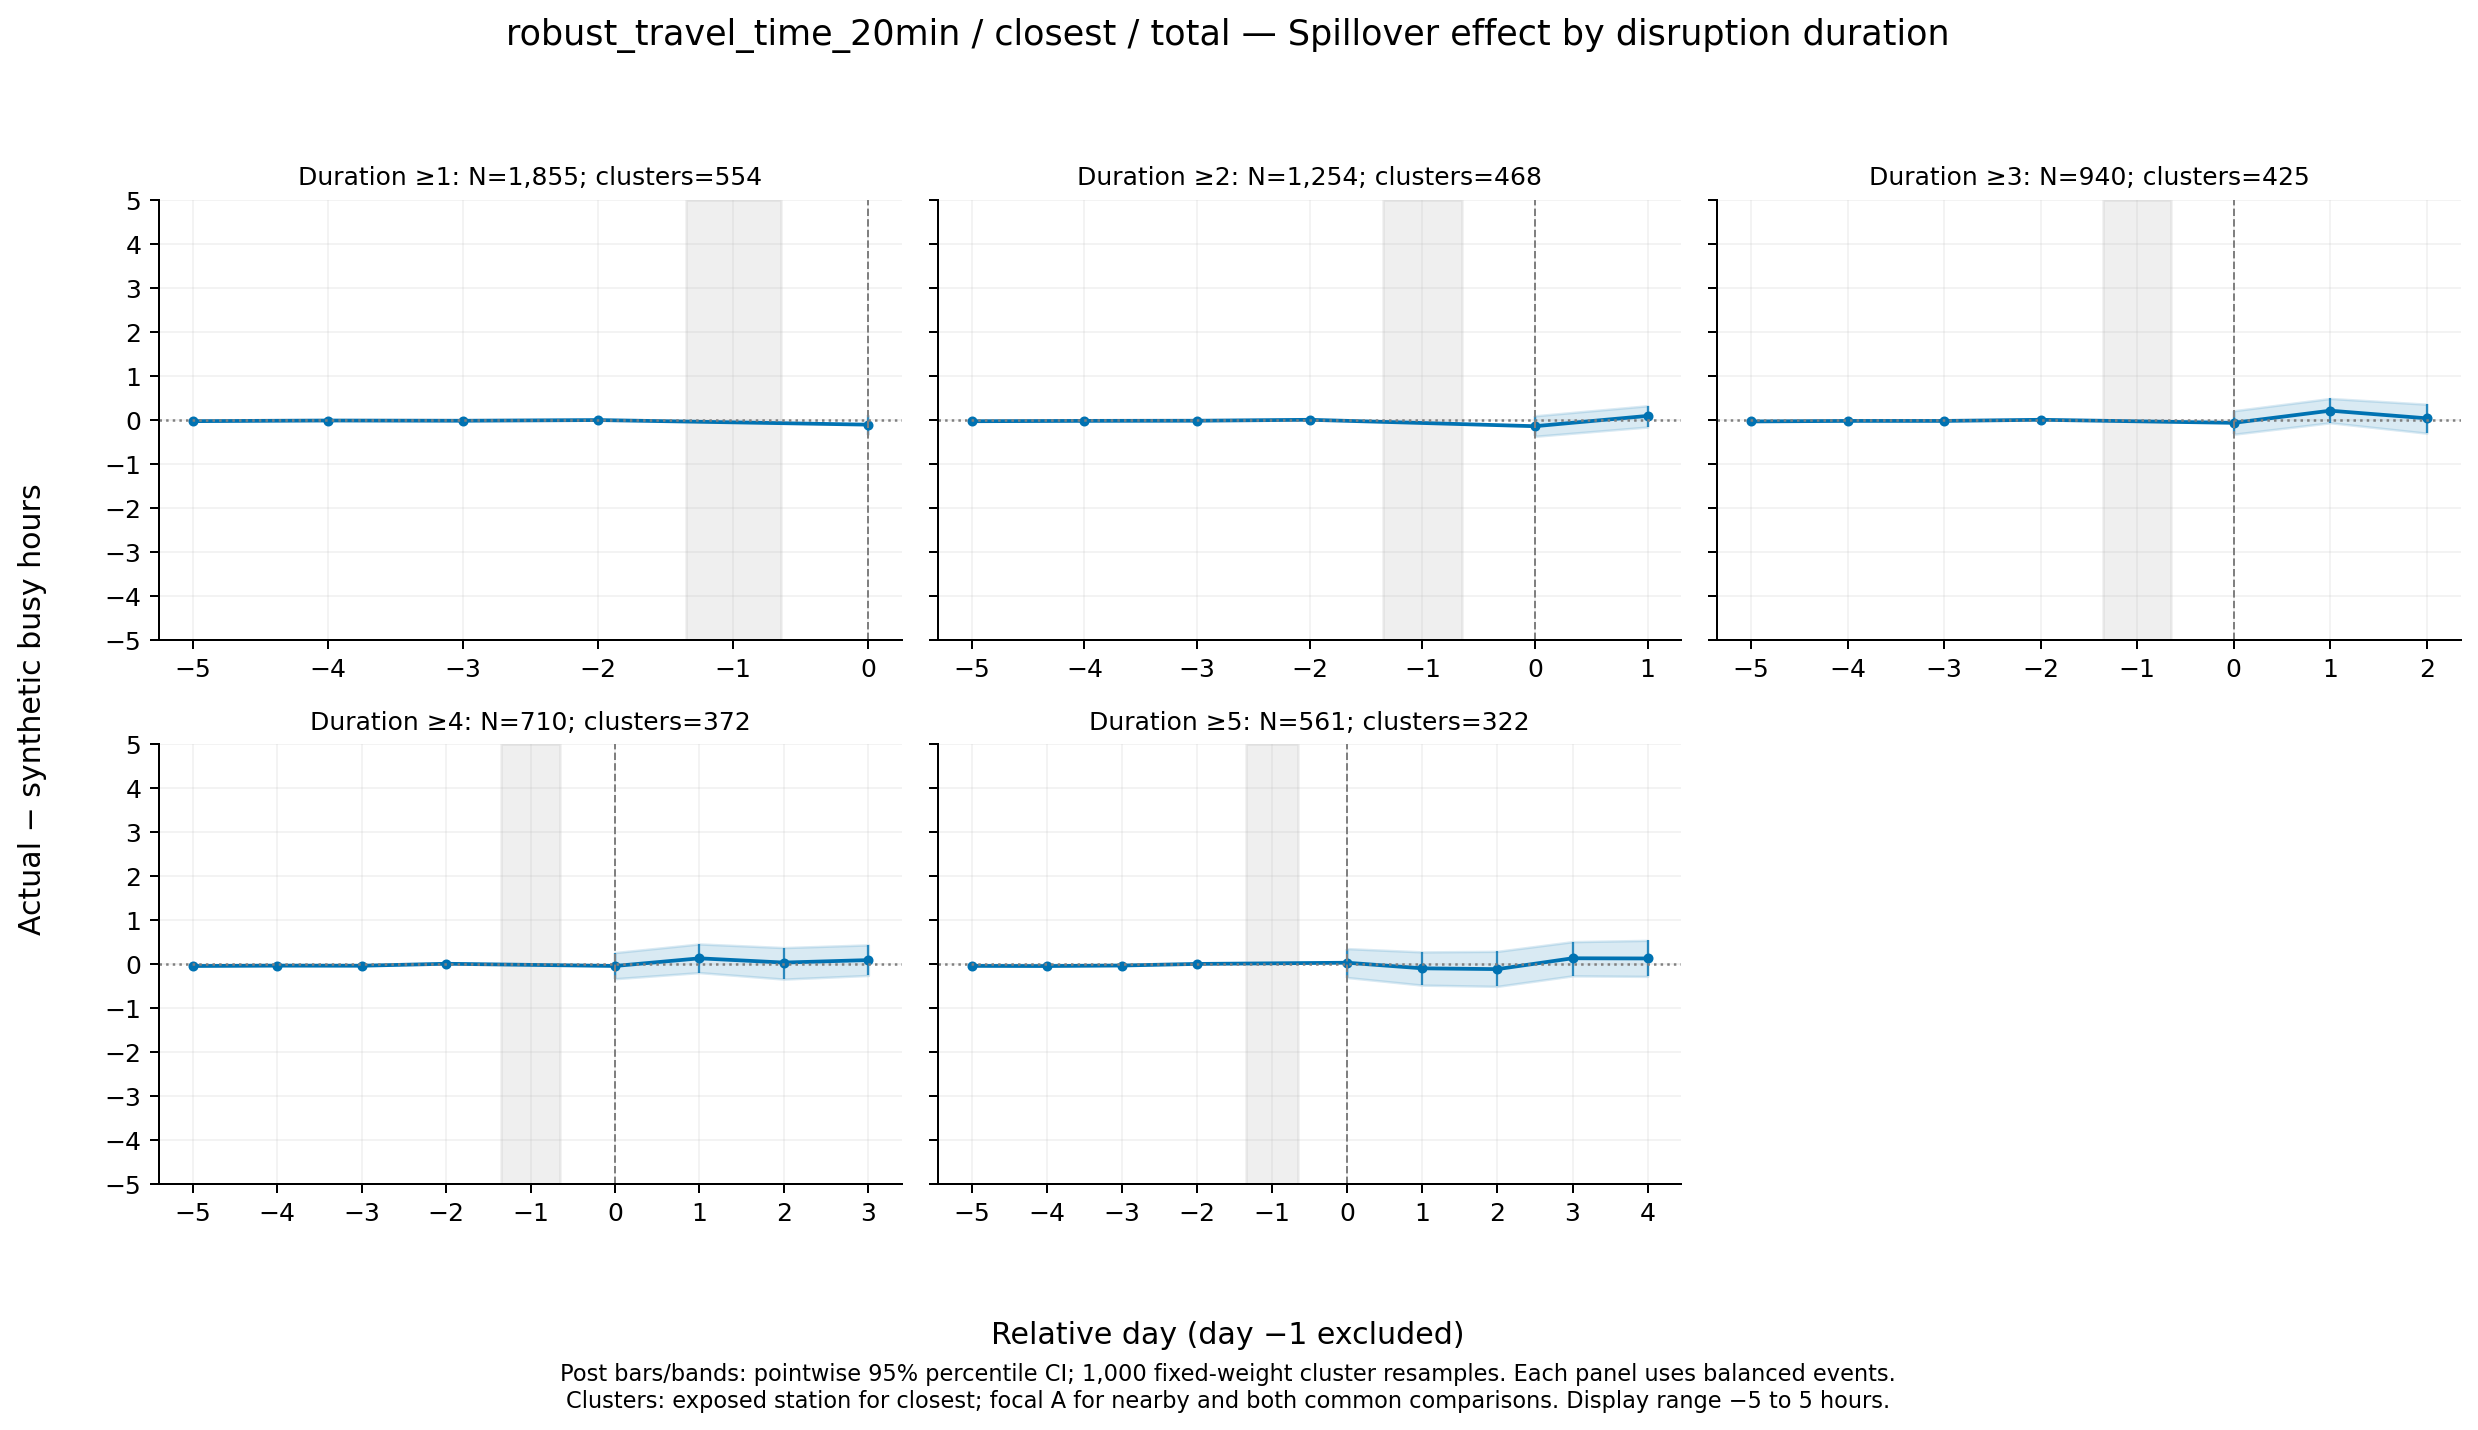 robust_travel_time_20min / closest / total — Spillover effect by disruption duration
Duration ≥1: N=1,855; clusters=554
Duration ≥2: N=1,254; clusters=468
Duration ≥3: N=940; clusters=425
5
4
3
2
1
0
−1
−2
−3
−4
−5
−5 −4 −3 −2 −1 0
−5 −4 −3 −2 −1 0 1
−5 −4 −3 −2 −1 0 1 2
Actual − synthetic busy hours
Duration ≥4: N=710; clusters=372
Duration ≥5: N=561; clusters=322
5
4
3
2
1
0
−1
−2
−3
−4
−5
−5 −4 −3 −2 −1 0 1 2 3
−5 −4 −3 −2 −1 0 1 2 3 4
Relative day (day −1 excluded)
Post bars/bands: pointwise 95% percentile CI; 1,000 fixed-weight cluster resamples. Each panel uses balanced events.
Clusters: exposed station for closest; focal A for nearby and both common comparisons. Display range −5 to 5 hours.